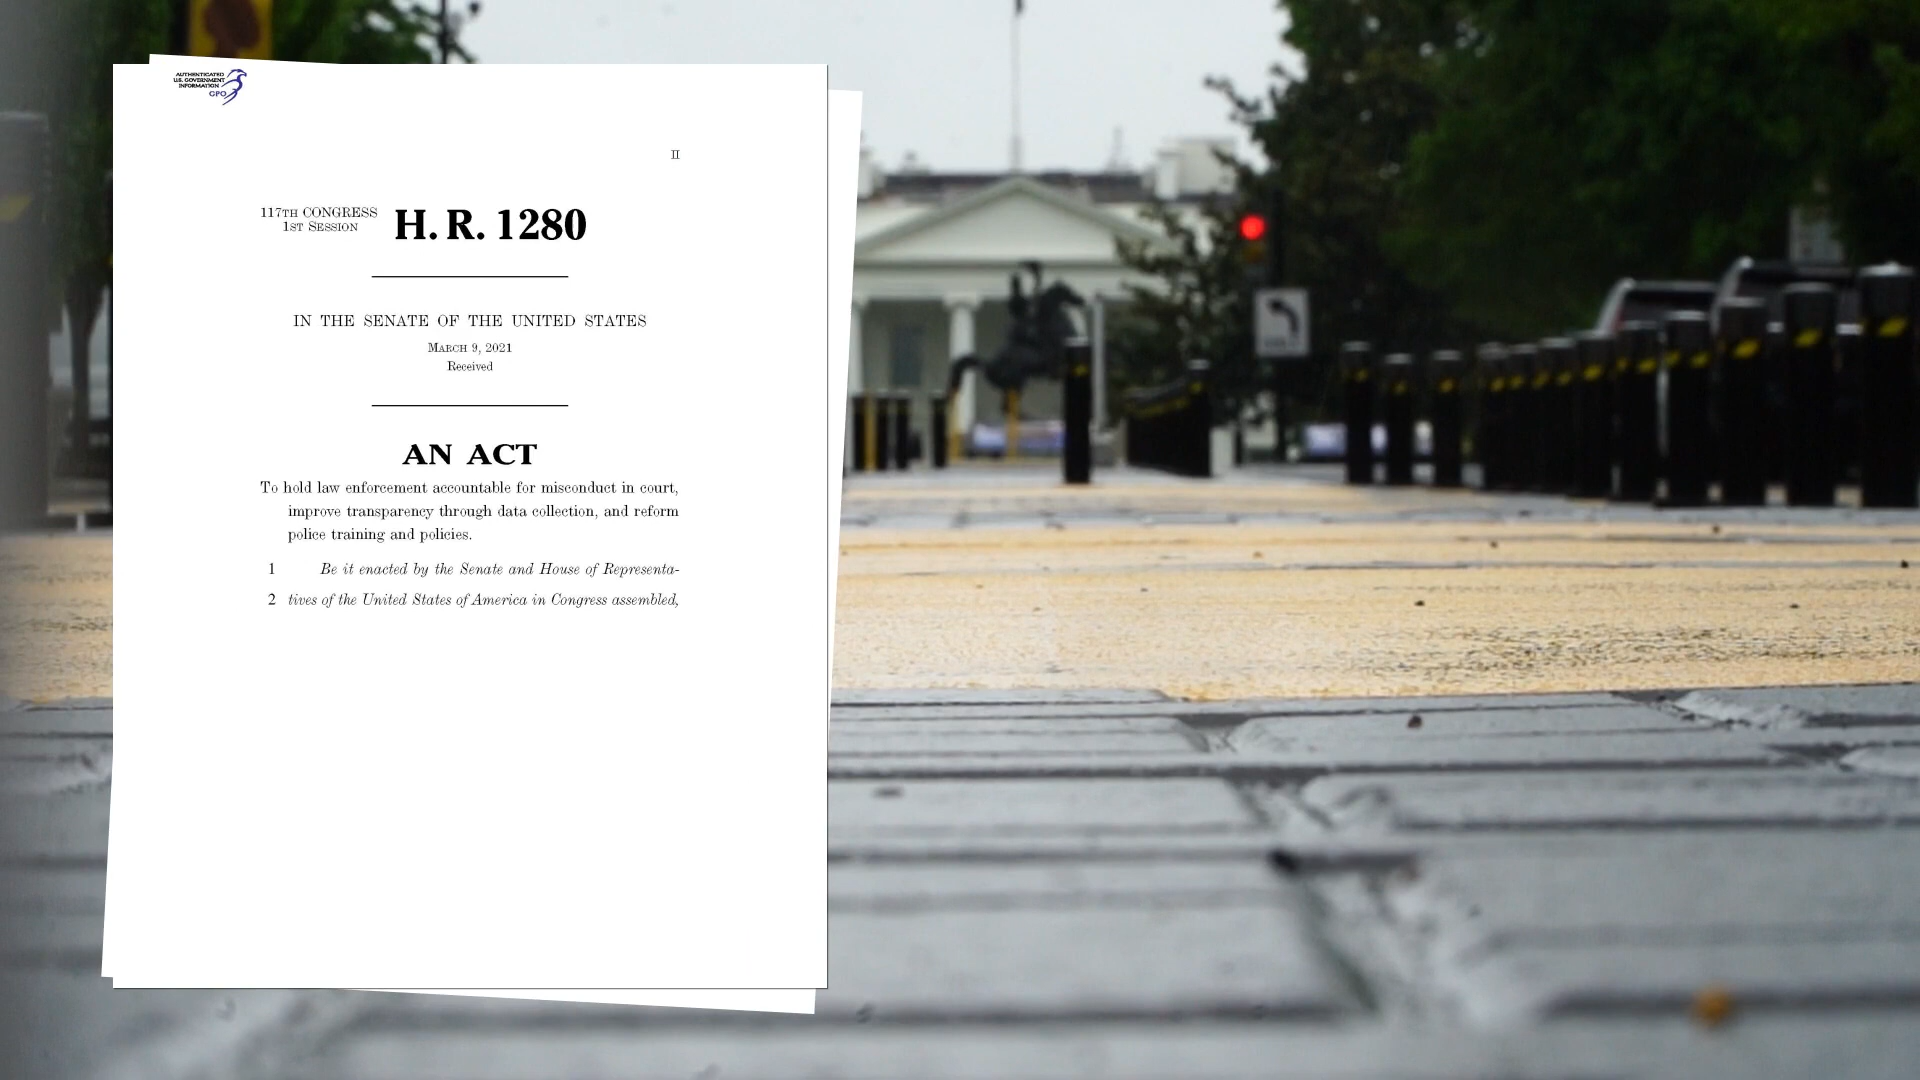 AUTHENTICATED
U.S. GOVERNMENT
INFORMATION
GPO
II
117TH CONGRESS
1ST SESSION
H. R. 1280
IN THE SENATE OF THE UNITED STATES
MARCH 9, 2021
Received
AN ACT
To hold law enforcement accountable for misconduct in court,
improve transparency through data collection, and reform
police training and policies.
1 Be it enacted by the Senate and House of Representa-
2 tives of the United States of America in Congress assembled,